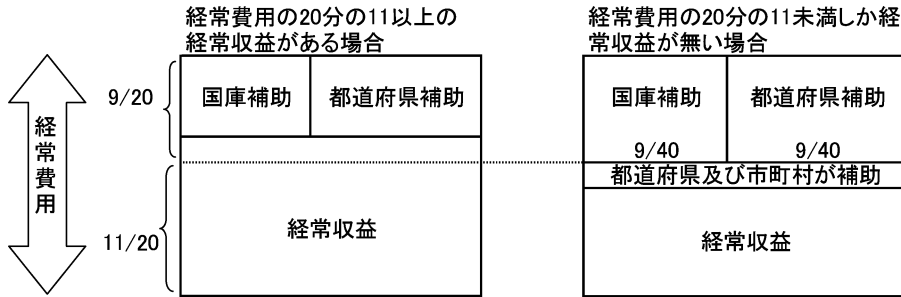 経常費用の20分の11以上の
経常収益がある場合
経常費用の20分の11未満しか経
常収益が無い場合
経常費用
9/20
11/20
国庫補助
都道府県補助
経常収益
国庫補助
都道府県補助
9/40
9/40
都道府県及び市町村が補助
経常収益